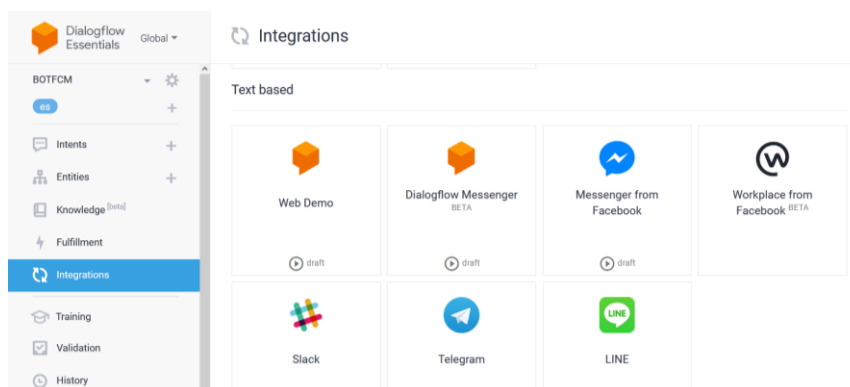 Dialogflow
Essentials
Global
Integrations
BOTFCM
es
Text based
Intents
Entities
Knowledge [beta]
Fulfillment
Integrations
Training
Validation
History
Web Demo
draft
Dialogflow Messenger
BETA
draft
Messenger from
Facebook
draft
Workplace from
Facebook BETA
Slack
Telegram
LINE
LINE